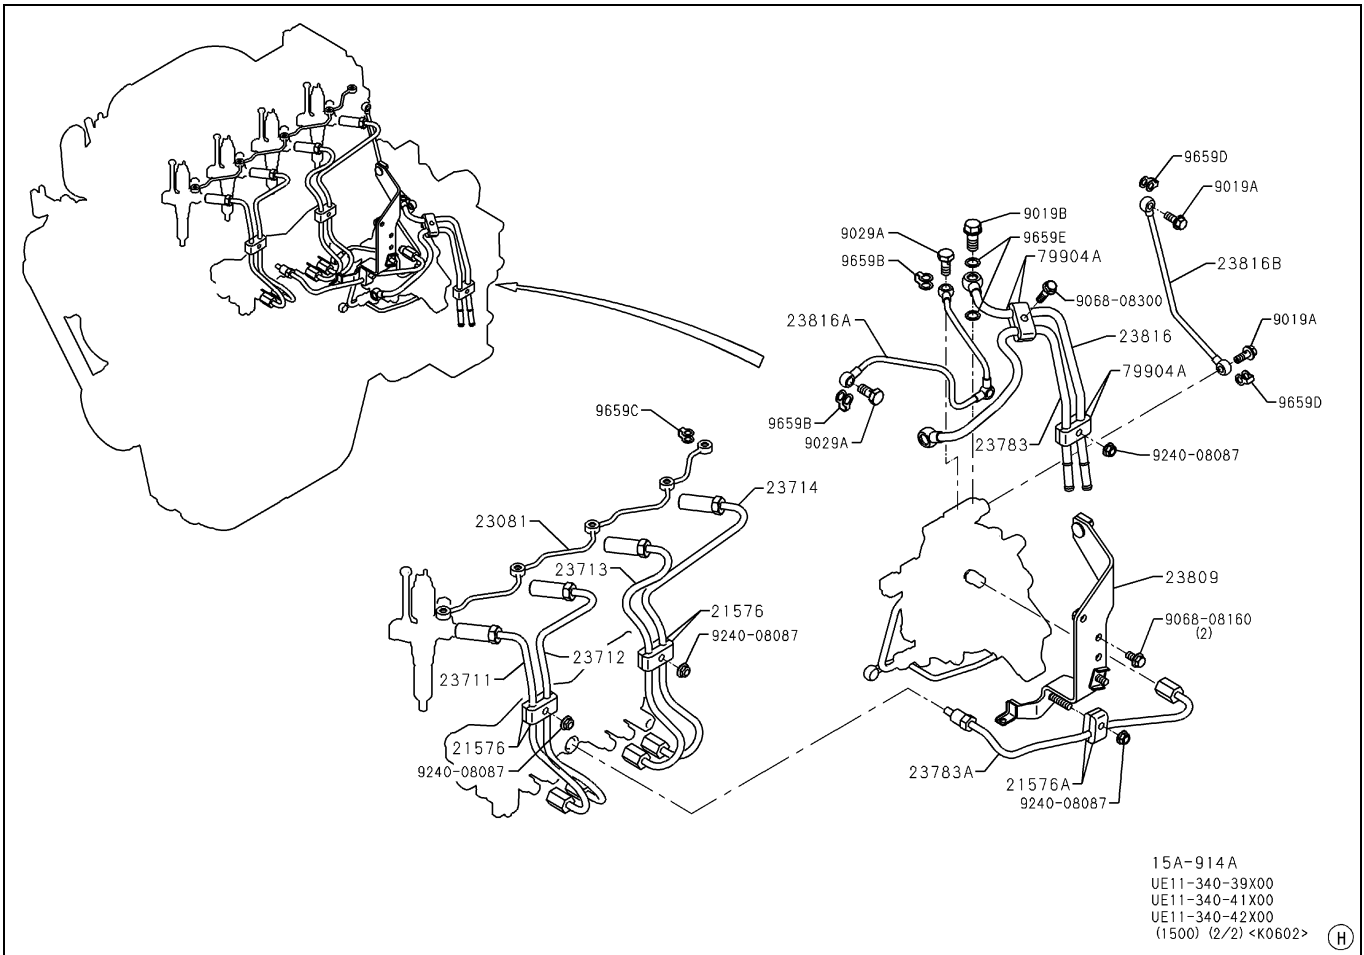 9659D
9019A
9019B
9029A
9659E
9659B
79904A
23816B
9068-08300
23816A
9019A
23816
79904A
9659D
9659C
9659B
9029A
23783
9240-08087
23714
23081
23713
23809
21576
9068-08160
(2)
9240-08087
23712
23711
21576
9240-08087
23783A
21576A
9240-08087
15A-914A
UE11-340-39X00
UE11-340-41X00
UE11-340-42X00
(1500) (2/2) <K0602>
H